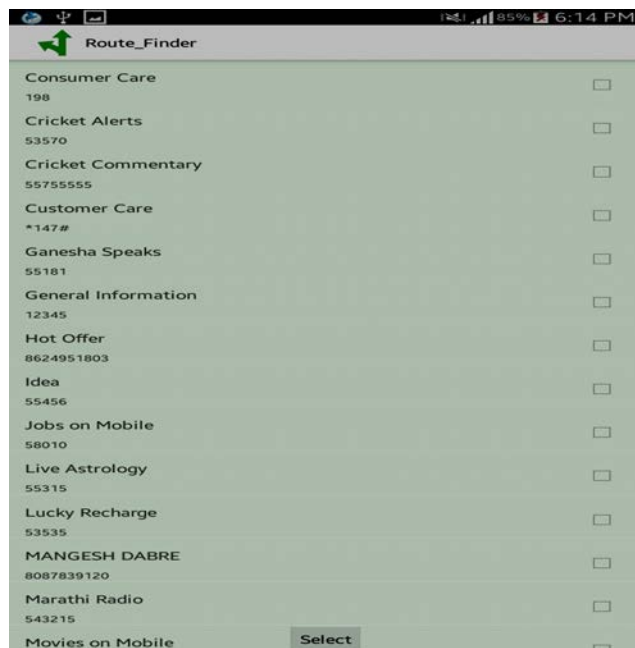 85% 6:14 PM
Route_Finder
Consumer Care
198
Cricket Alerts
53570
Cricket Commentary
55755555
Customer Care
*147#
Ganesha Speaks
55181
General Information
12345
Hot Offer
8624951803
Idea
55456
Jobs on Mobile
58010
Live Astrology
55315
Lucky Recharge
53535
MANGESH DABRE
8087839120
Marathi Radio
543215
Movies on Mobile
Select